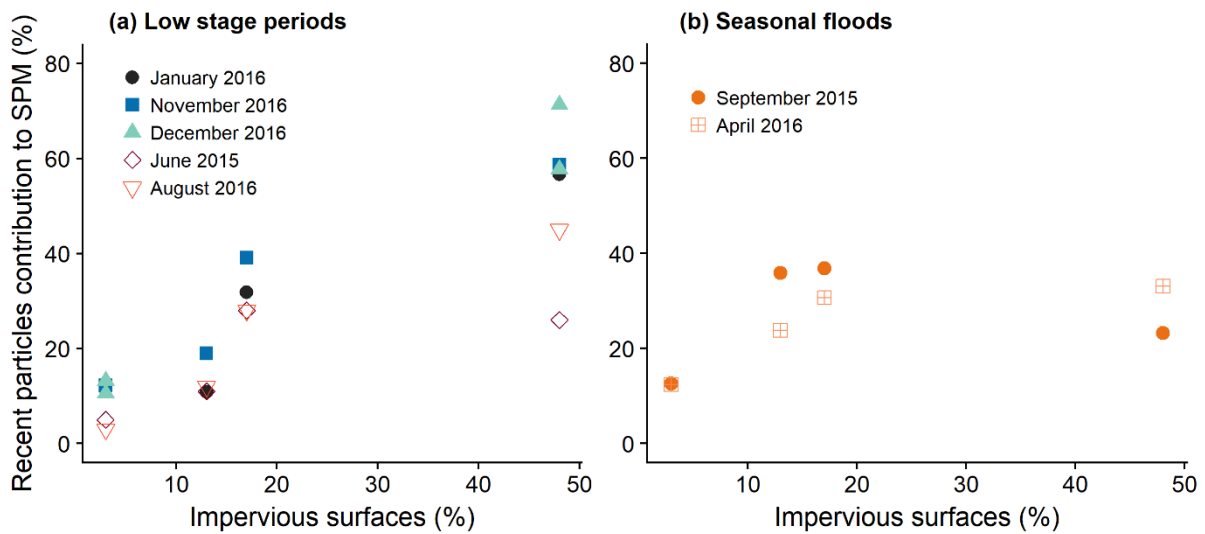 (a) Low stage periods
Recent particles contribution to SPM (%)
80
60
40
20
0
January 2016
November 2016
December 2016
June 2015
August 2016
10 20 30 40 50
Impervious surfaces (%)
(b) Seasonal floods
80
60
40
20
0
September 2015
April 2016
10 20 30 40 50
Impervious surfaces (%)